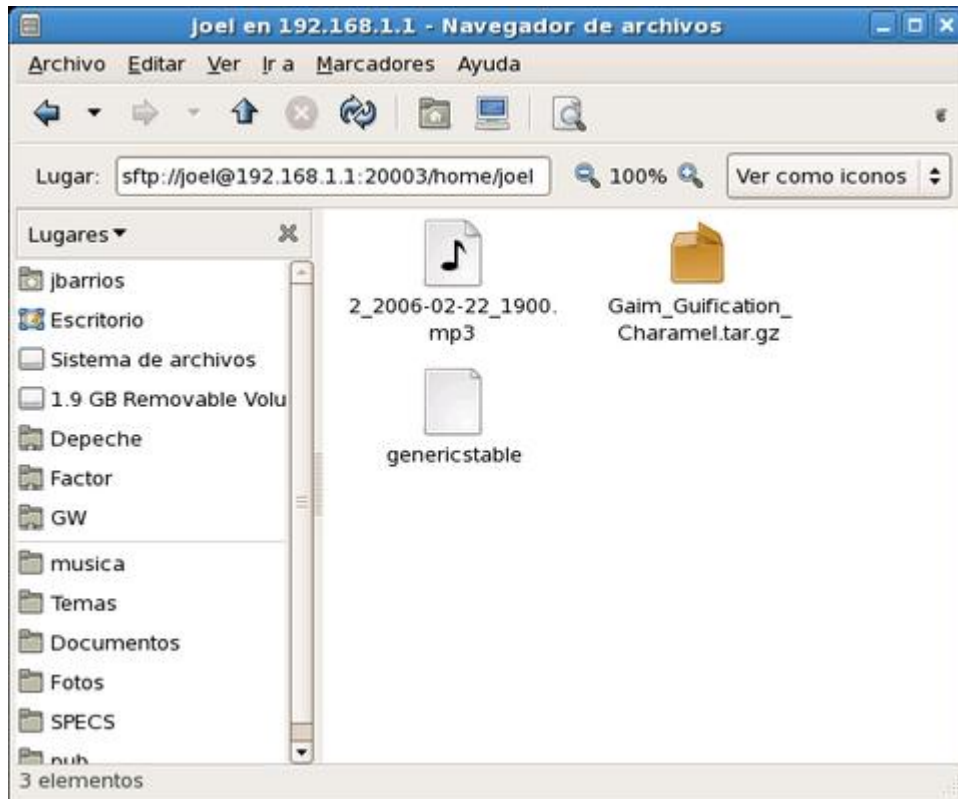 joel en 192.168.1.1 - Navegador de archivos
Archivo Editar Ver Ir a Marcadores Ayuda
Lugar: sftp://joel@192.168.1.1:20003/home/joel 100% Ver como iconos
Lugares
jbarrios
Escritorio
Sistema de archivos
1.9 GB Removable Volu
Depeche
Factor
GW
musica
Temas
Documentos
Fotos
SPECS
pub
2_2006-02-22_1900.
mp3
Gaim_Guification_
Charamel.tar.gz
genericstable
3 elementos